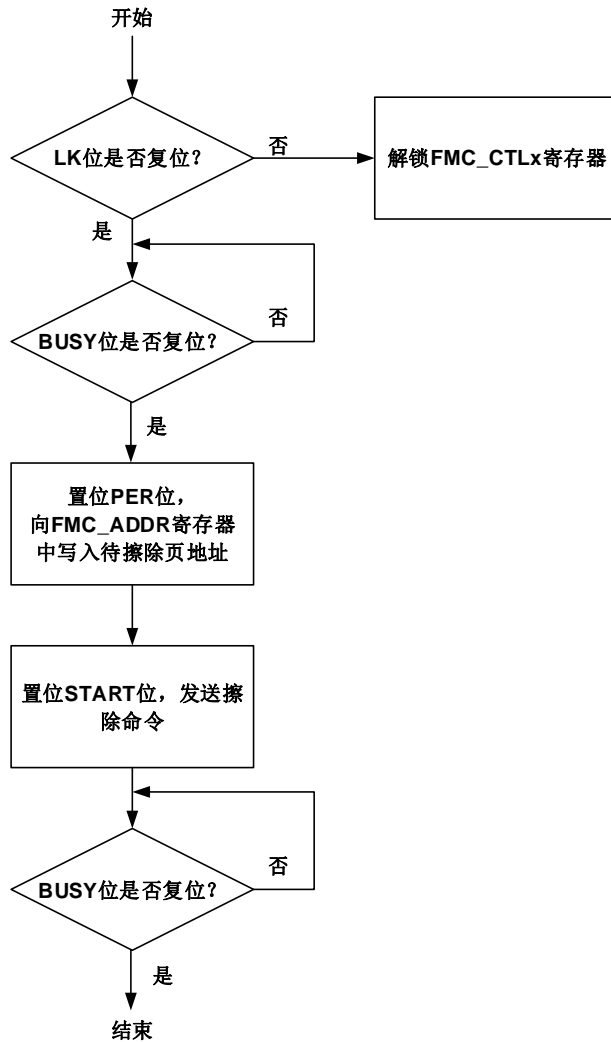 开始
LK位是否复位？
否
解锁FMC_CTLx寄存器
是
BUSY位是否复位？
否
是
置位PER位，
向FMC_ADDR寄存器
中写入待擦除页地址
置位START位，发送擦
除命令
否
BUSY位是否复位？
是
结束